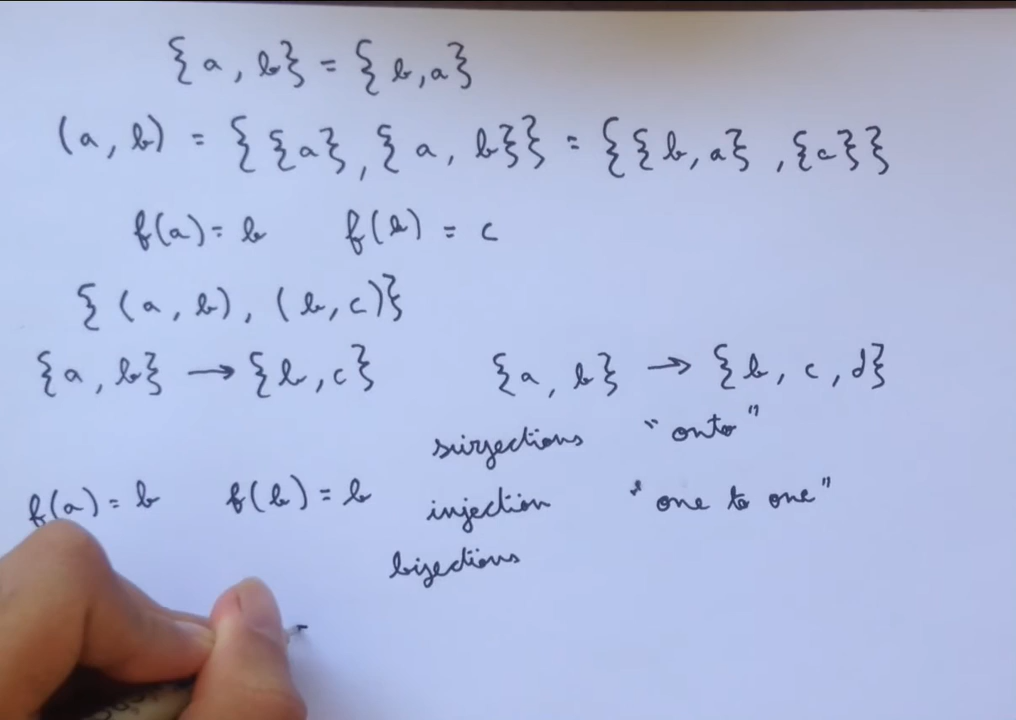 {a, b} = {b, a}
(a, b) = {{a}, {a, b}} = {{b, a}, {c}}
f(a) = b f(b) = c
{(a, b), (b, c)}
{a, b} → {b, c} {a, b} → {b, c, d}
surjections "onto"
f(a) = b f(b) = b injection "one to one"
bijections